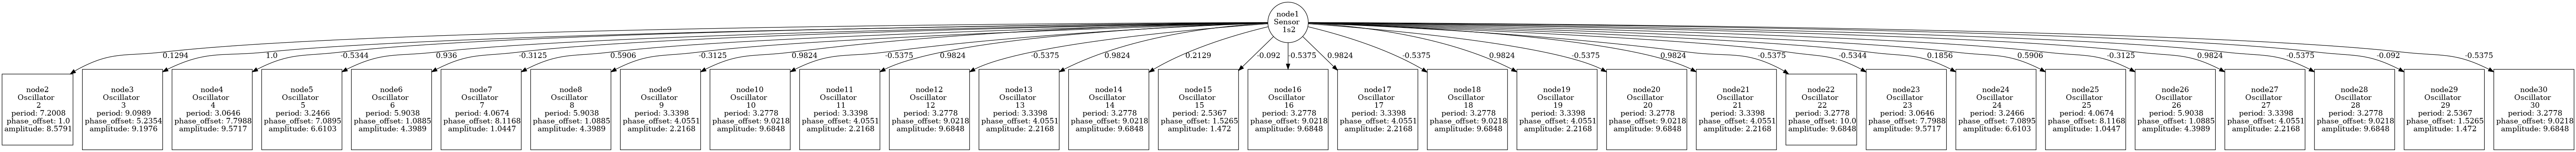 node1
Sensor
1s2
0.1294
1.0
-0.5344
0.936
-0.3125
0.5906
-0.3125
0.9824
-0.5375
0.9824
-0.5375
0.9824
0.2129
-0.092
-0.5375
0.9824
-0.5375
0.9824
-0.5375
0.9824
-0.5375
-0.5344
0.1856
0.5906
-0.3125
0.9824
-0.5375
-0.092
-0.5375
node2
Oscillator
2
period: 7.2008
phase_offset: 1.0
amplitude: 8.5791
node3
Oscillator
3
period: 9.0989
phase_offset: 5.2354
amplitude: 9.1976
node4
Oscillator
4
period: 3.0646
phase_offset: 7.7988
amplitude: 9.5717
node5
Oscillator
5
period: 3.2466
phase_offset: 7.0895
amplitude: 6.6103
node6
Oscillator
6
period: 5.9038
phase_offset: 1.0885
amplitude: 4.3989
node7
Oscillator
7
period: 4.0674
phase_offset: 8.1168
amplitude: 1.0447
node8
Oscillator
8
period: 5.9038
phase_offset: 1.0885
amplitude: 4.3989
node9
Oscillator
9
period: 3.3398
phase_offset: 4.0551
amplitude: 2.2168
node10
Oscillator
10
period: 3.2778
phase_offset: 9.0218
amplitude: 9.6848
node11
Oscillator
11
period: 3.3398
phase_offset: 4.0551
amplitude: 2.2168
node12
Oscillator
12
period: 3.2778
phase_offset: 9.0218
amplitude: 9.6848
node13
Oscillator
13
period: 3.3398
phase_offset: 4.0551
amplitude: 2.2168
node14
Oscillator
14
period: 3.2778
phase_offset: 9.0218
amplitude: 9.6848
node15
Oscillator
15
period: 2.5367
phase_offset: 1.5265
amplitude: 1.472
node16
Oscillator
16
period: 3.2778
phase_offset: 9.0218
amplitude: 9.6848
node17
Oscillator
17
period: 3.3398
phase_offset: 4.0551
amplitude: 2.2168
node18
Oscillator
18
period: 3.2778
phase_offset: 9.0218
amplitude: 9.6848
node19
Oscillator
19
period: 3.3398
phase_offset: 4.0551
amplitude: 2.2168
node20
Oscillator
20
period: 3.2778
phase_offset: 9.0218
amplitude: 9.6848
node21
Oscillator
21
period: 3.3398
phase_offset: 4.0551
amplitude: 2.2168
node22
Oscillator
22
period: 3.2778
phase_offset: 10.0
amplitude: 9.6848
node23
Oscillator
23
period: 3.0646
phase_offset: 7.7988
amplitude: 9.5717
node24
Oscillator
24
period: 3.2466
phase_offset: 7.0895
amplitude: 6.6103
node25
Oscillator
25
period: 4.0674
phase_offset: 8.1168
amplitude: 1.0447
node26
Oscillator
26
period: 5.9038
phase_offset: 1.0885
amplitude: 4.3989
node27
Oscillator
27
period: 3.3398
phase_offset: 4.0551
amplitude: 2.2168
node28
Oscillator
28
period: 3.2778
phase_offset: 9.0218
amplitude: 9.6848
node29
Oscillator
29
period: 2.5367
phase_offset: 1.5265
amplitude: 1.472
node30
Oscillator
30
period: 3.2778
phase_offset: 9.0218
amplitude: 9.6848